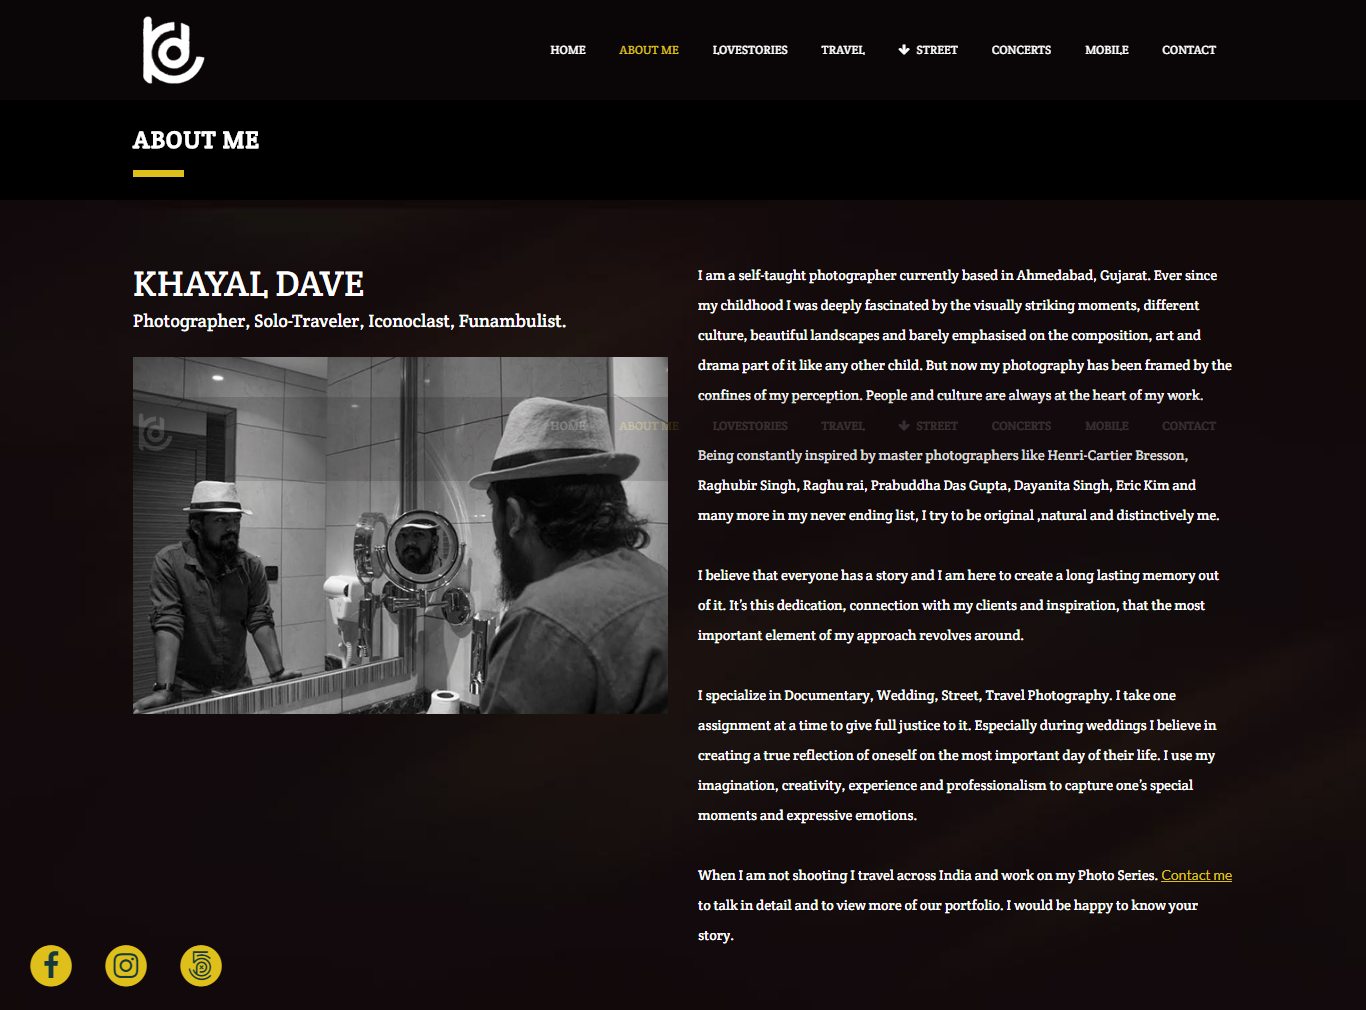 HOME ABOUT ME LOVESTORIES TRAVEL STREET CONCERTS MOBILE CONTACT
ABOUT ME
KHAYAL DAVE
Photographer, Solo-Traveler, Iconoclast, Funambulist.
I am a self-taught photographer currently based in Ahmedabad, Gujarat. Ever since
my childhood I was deeply fascinated by the visually striking moments, different
culture, beautiful landscapes and barely emphasised on the composition, art and
drama part of it like any other child. But now my photography has been framed by the
confines of my perception. People and culture are always at the heart of my work.
HOME ABOUT ME LOVESTORIES TRAVEL STREET CONCERTS MOBILE CONTACT
Being constantly inspired by master photographers like Henri-Cartier Bresson,
Raghubir Singh, Raghu rai, Prabuddha Das Gupta, Dayanita Singh, Eric Kim and
many more in my never ending list, I try to be original ,natural and distinctively me.
I believe that everyone has a story and I am here to create a long lasting memory out
of it. It's this dedication, connection with my clients and inspiration, that the most
important element of my approach revolves around.
I specialize in Documentary, Wedding, Street, Travel Photography. I take one
assignment at a time to give full justice to it. Especially during weddings I believe in
creating a true reflection of oneself on the most important day of their life. I use my
imagination, creativity, experience and professionalism to capture one's special
moments and expressive emotions.
When I am not shooting I travel across India and work on my Photo Series. Contact me
to talk in detail and to view more of our portfolio. I would be happy to know your
story.